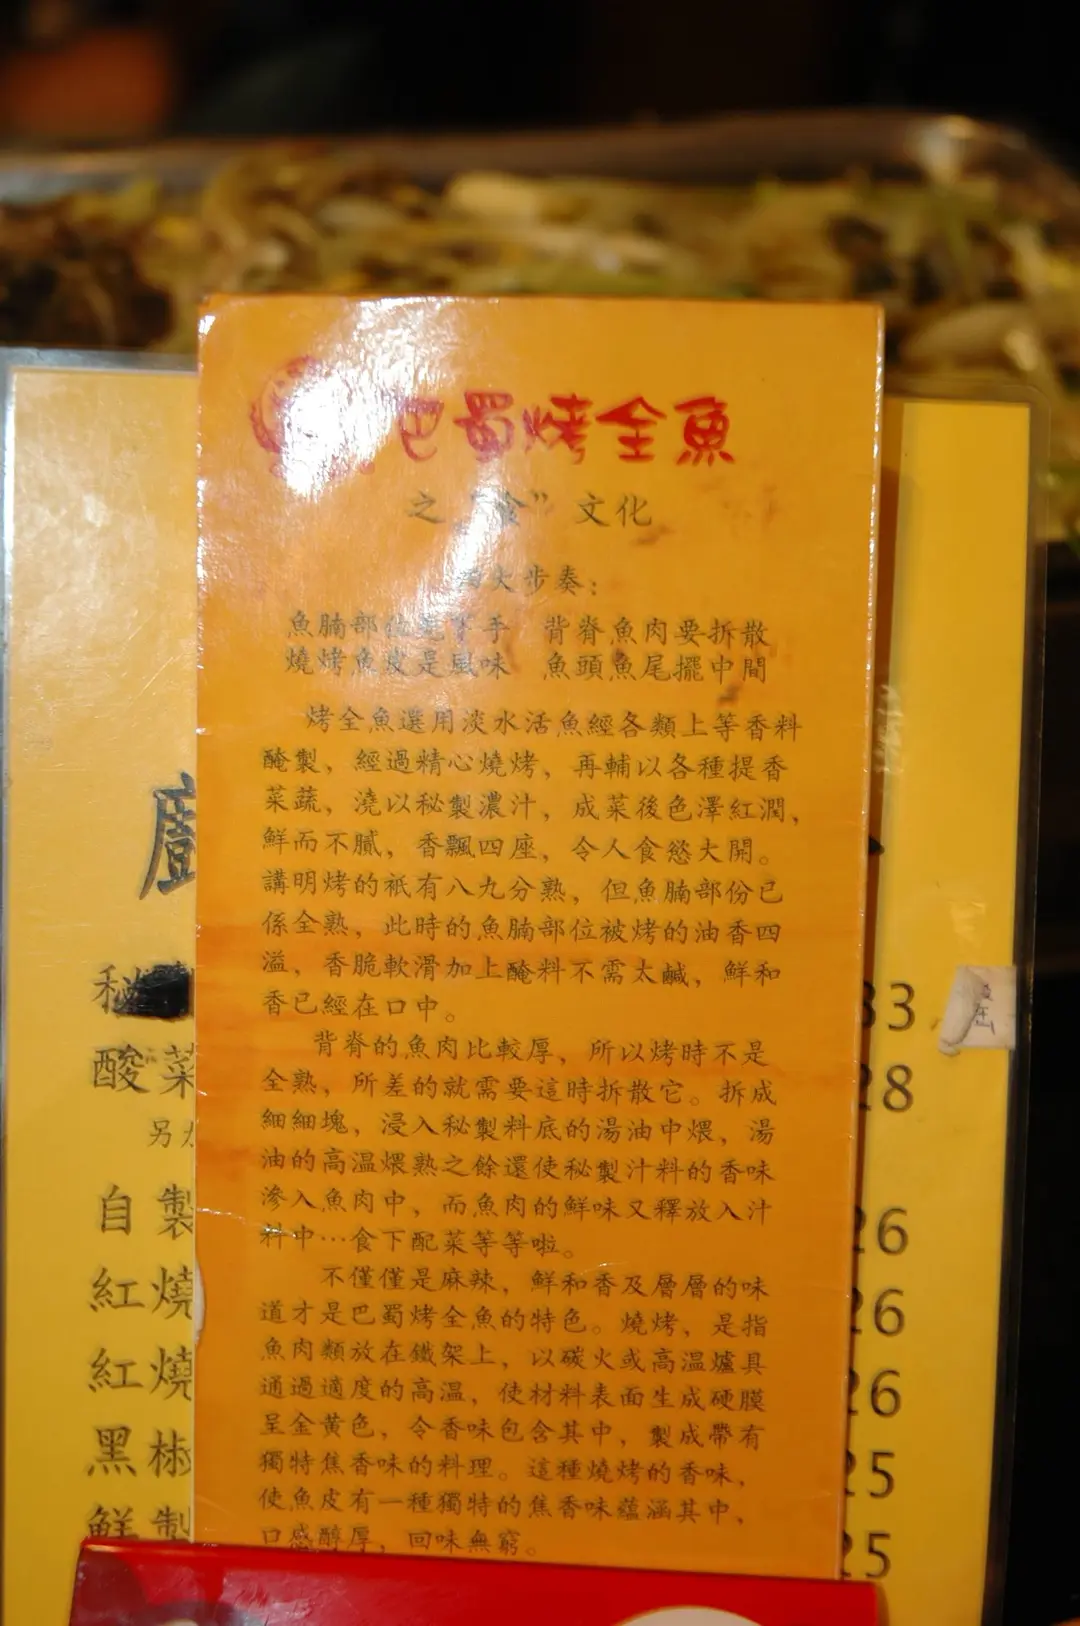 巴蜀烤全魚
之“食”文化
四大步奏：
魚腩部位先下手 背脊魚肉要拆散
燒烤魚皮是風味 魚頭魚尾擺中間
烤全魚選用淡水活魚經各類上等香料
醃製，經過精心燒烤，再輔以各種提香
菜蔬，澆以秘製濃汁，成菜後色澤紅潤，
鮮而不膩，香飄四座，令人食慾大開。
講明烤的衹有八九分熟，但魚腩部份已
係全熟，此時的魚腩部位被烤的油香四
溢，香脆軟滑加上醃料不需太鹹，鮮和
香已經在口中。
背脊的魚肉比較厚，所以烤時不是
全熟，所差的就需要這時拆散它。拆成
細細塊，浸入秘製料底的湯油中煨，湯
油的高溫煨熟之餘還使秘製汁料的香味
滲入魚肉中，而魚肉的鮮味又釋放入汁
料中…食下配菜等等啦。
不僅僅是麻辣，鮮和香及層層的味
道才是巴蜀烤全魚的特色。燒烤，是指
魚肉類放在鐵架上，以碳火或高溫爐具
通過適度的高溫，使材料表面生成硬膜
呈金黃色，令香味包含其中，製成帶有
獨特焦香味的料理。這種燒烤的香味，
使魚皮有一種獨特的焦香味蘊涵其中，
口感醇厚，回味無窮。
廚
秘 33
酸菜 28
另
自製 26
紅燒 26
紅燒 26
黑椒 25
鮮製 25